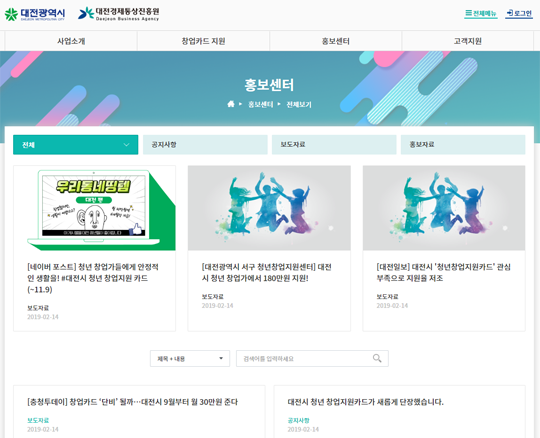 대전광역시
DAEJEON METROPOLITAN CITY
대전경제통상진흥원
Daejeon Business Agency
전체메뉴
로그인
사업소개
창업카드 지원
홍보센터
고객지원
홍보센터
홍보센터
전체보기
전체
공지사항
보도자료
홍보자료
우리동네빙털
대전 편
[네이버 포스트] 청년 창업가들에게 안정적
인 생활을! #대전시 청년 창업지원 카드
(~11.9)
보도자료
2019-02-14
[대전광역시 서구 청년창업지원센터] 대전
시 청년 창업가에서 180만원 지원!
보도자료
2019-02-14
[대전일보] 대전시 '청년창업지원카드' 관심
부족으로 지원율 저조
보도자료
2019-02-14
제목 + 내용
검색어를 입력하세요
[충청투데이] 창업카드 '단비' 될까…대전시 9월부터 월 30만원 준다
보도자료
2019-02-14
대전시 청년 창업지원카드가 새롭게 단장했습니다.
공지사항
2019-02-14